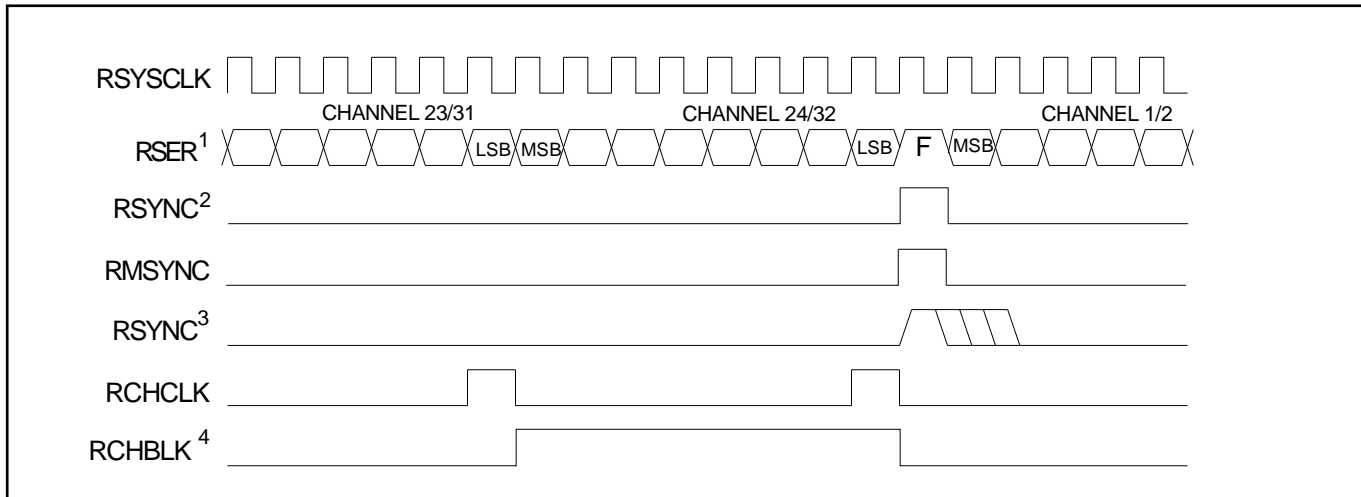 RSYSCLK
CHANNEL 23/31 CHANNEL 24/32 CHANNEL 1/2
RSER1 LSB MSB LSB F MSB
RSYNC2
RMSYNC
RSYNC3
RCHCLK
RCHBLK 4